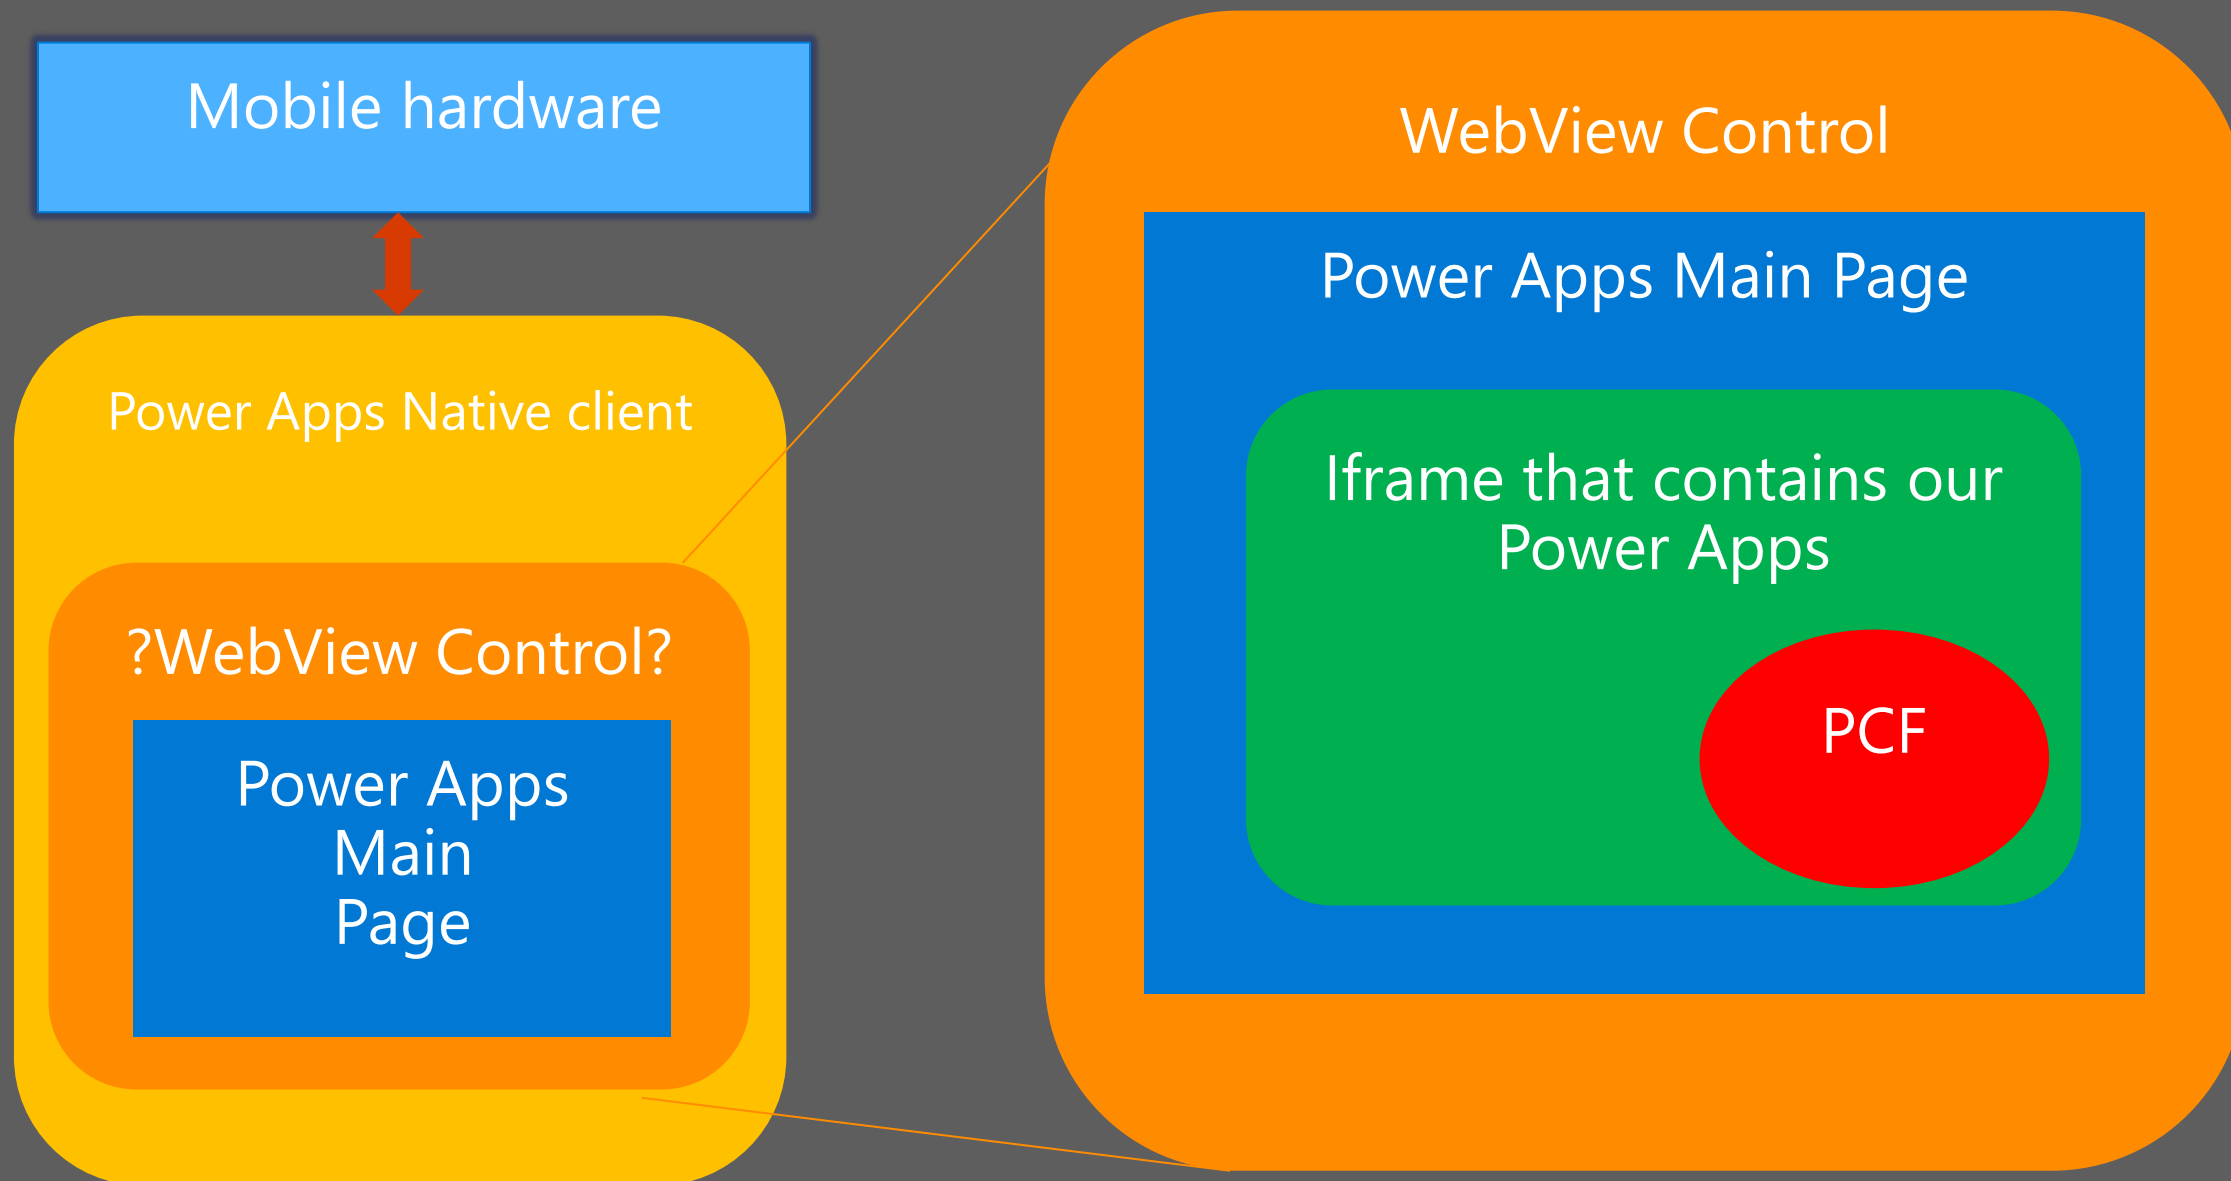 Mobile hardware
Power Apps Native client
?WebView Control?
Power Apps
Main
Page
WebView Control
Power Apps Main Page
Iframe that contains our
Power Apps
PCF